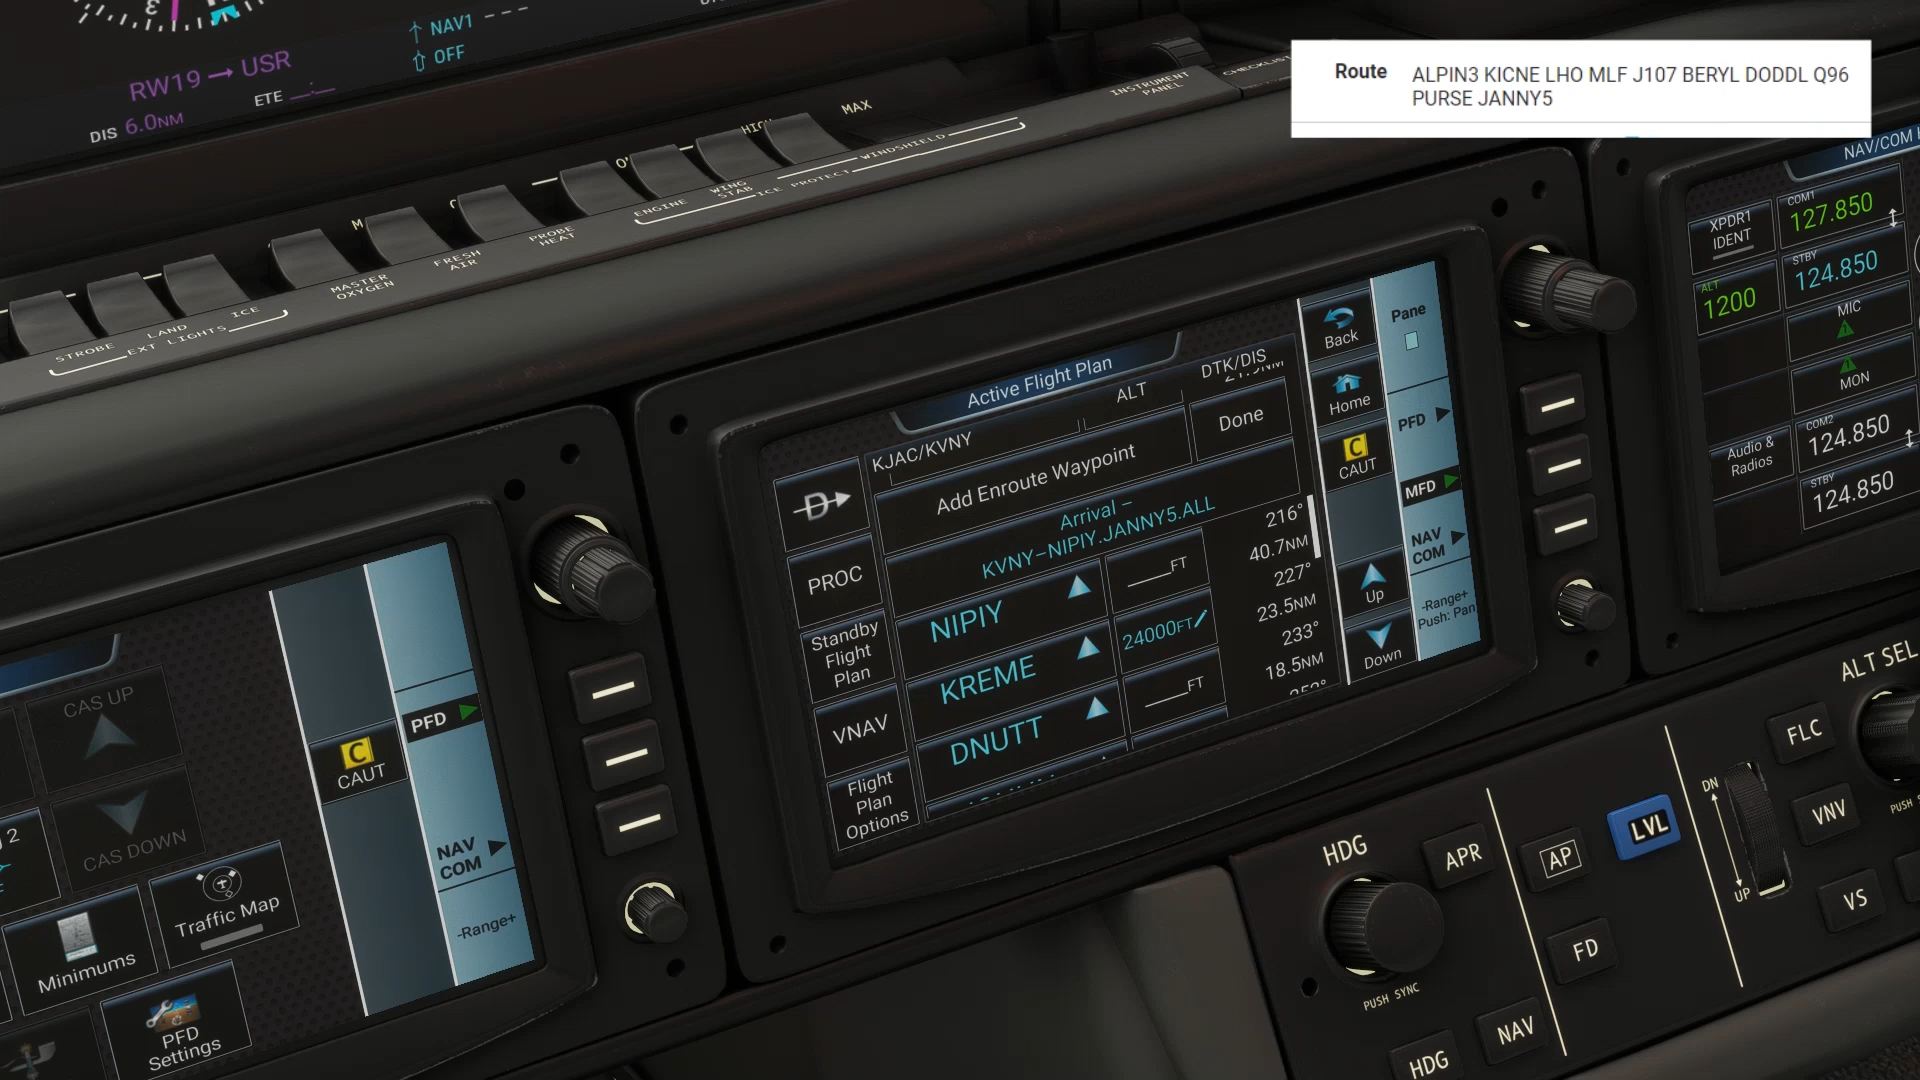 RW19 → USR
ETE __:__
DIS 6.0NM
↑ NAV1 ---
⇧ OFF
Route ALPIN3 KICNE LHO MLF J107 BERYL DODDL Q96
PURSE JANNY5
MAX
INSTRUMENT
PANEL
CHECKLIST
WINDSHIELD
WING
STAB
ENGINE
ICE PROTECT
PROBE
HEAT
FRESH
AIR
MASTER
OXYGEN
STROBE
LAND
ICE
EXT LIGHTS
CAS UP
CAS DOWN
Minimums
Traffic Map
PFD
Settings
C
CAUT
PFD
NAV
COM
-Range+
Active Flight Plan
KJAC/KVNY
ALT
DTK/DIS
Add Enroute Waypoint
Done
Arrival –
KVNY–NIPIY.JANNY5.ALL
NIPIY
____FT
216°
40.7NM
KREME
24000FT
227°
23.5NM
DNUTT
____FT
233°
18.5NM
D
PROC
Standby
Flight
Plan
VNAV
Flight
Plan
Options
Back
Home
C
CAUT
Up
Down
Pane
PFD
MFD
NAV
COM
-Range+
Push: Pan
NAV/COM
XPDR1
IDENT
ALT
1200
COM1
127.850
STBY
124.850
MIC
MON
Audio &
Radios
COM2
124.850
STBY
124.850
ALT SEL
FLC
DN
UP
VNV
VS
LVL
AP
FD
HDG
APR
PUSH SYNC
HDG
NAV